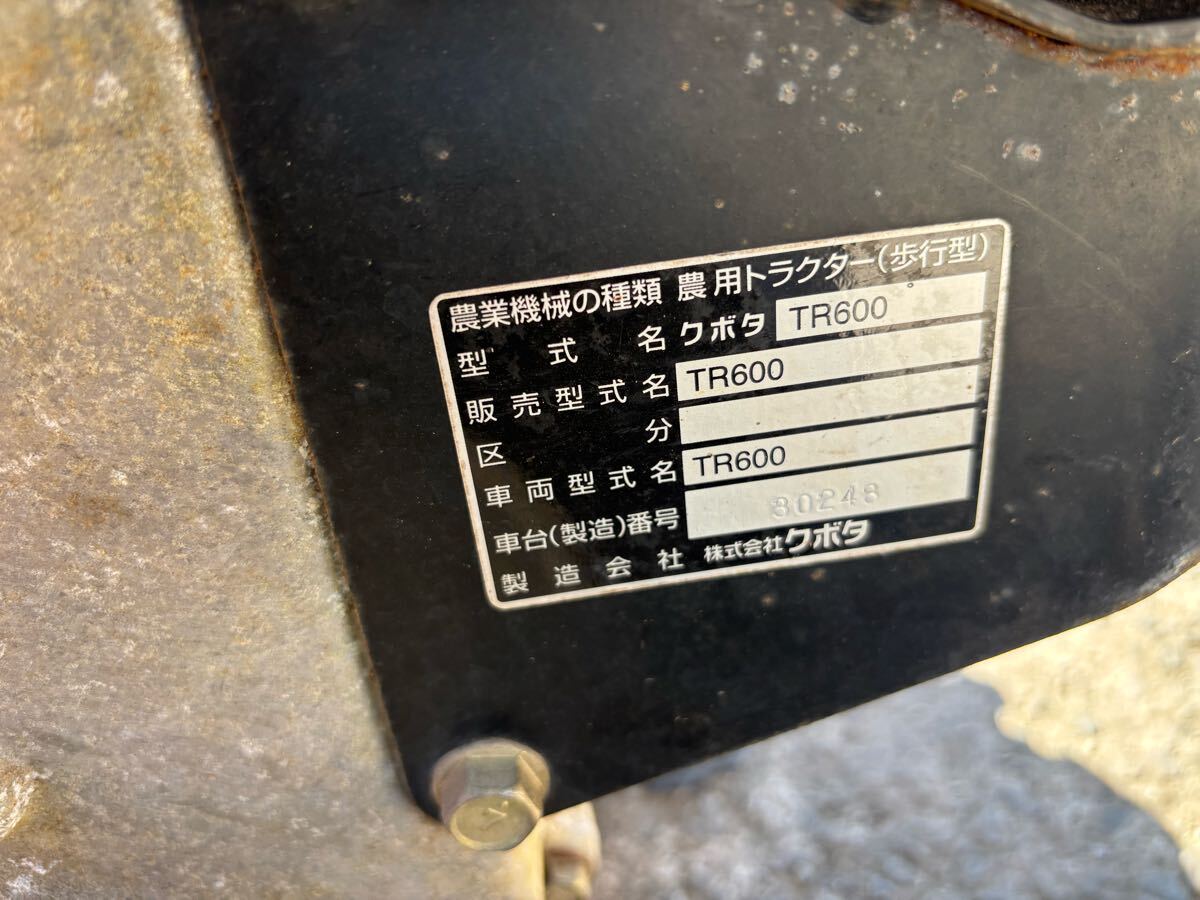 農業機械の種類 農用トラクター(歩行型)
型式名 クボタ TR600
販売型式名 TR600
区分
車両型式名 TR600
車台(製造)番号 80248
製造会社 株式会社クボタ